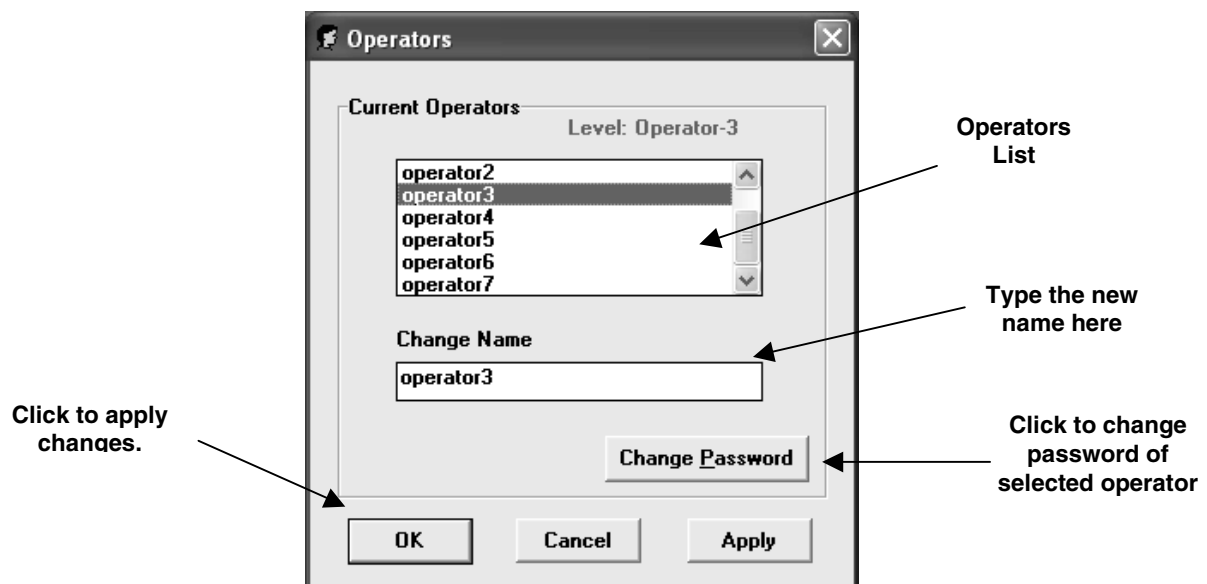 Operators
Current Operators
Level: Operator-3
operator2
operator3
operator4
operator5
operator6
operator7
Operators
List
Change Name
operator3
Type the new
name here
Click to apply
changes.
Change Password
Click to change
password of
selected operator
OK
Cancel
Apply